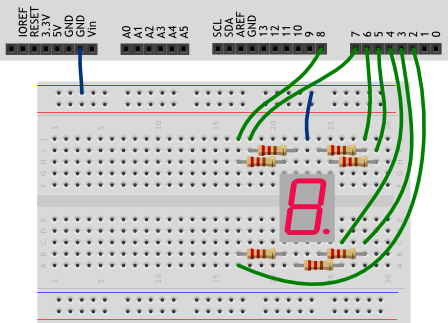 IOREF
RESET
3.3V
5V
GND
GND
Vin
A0
A1
A2
A3
A4
A5
SCL
SDA
AREF
GND
13
12
11
10
9
8
7
6
5
4
3
2
1
0
1
5
10
15
20
25
30
J
I
H
G
F
8.
E
D
C
B
A
1
5
10
15
25
30